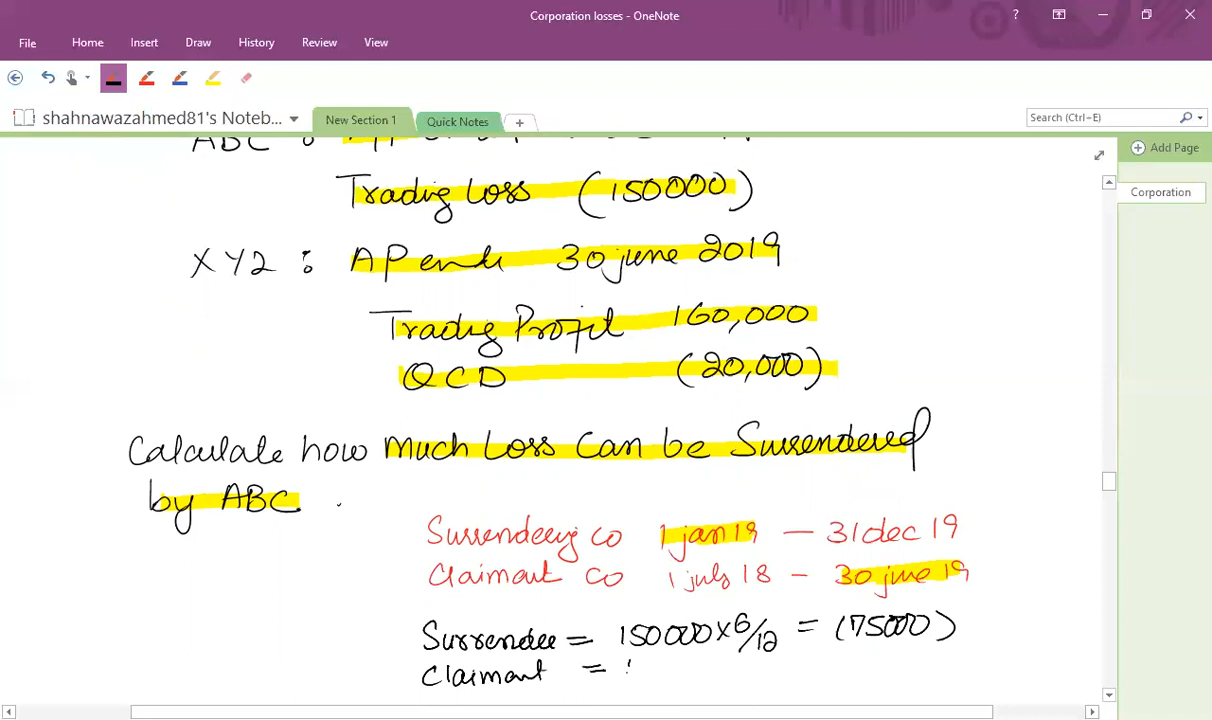 Corporation losses - OneNote
?
File Home Insert Draw History Review View
shahnawazahmed81's Noteb... New Section 1 Quick Notes +
Search (Ctrl+E)
Add Page
Corporation
ABC :
Trading Loss (150000)
XYZ : AP ends 30 june 2019
Trading Profit 160,000
QCD (20,000)
Calculate how Much Loss Can be Surrendered
by ABC.
Surrendering co 1 jan 19 – 31 dec 19
Claimant co 1 july 18 – 30 june 19
Surrendee = 150000 x 6/12 = (75000)
Claimant =